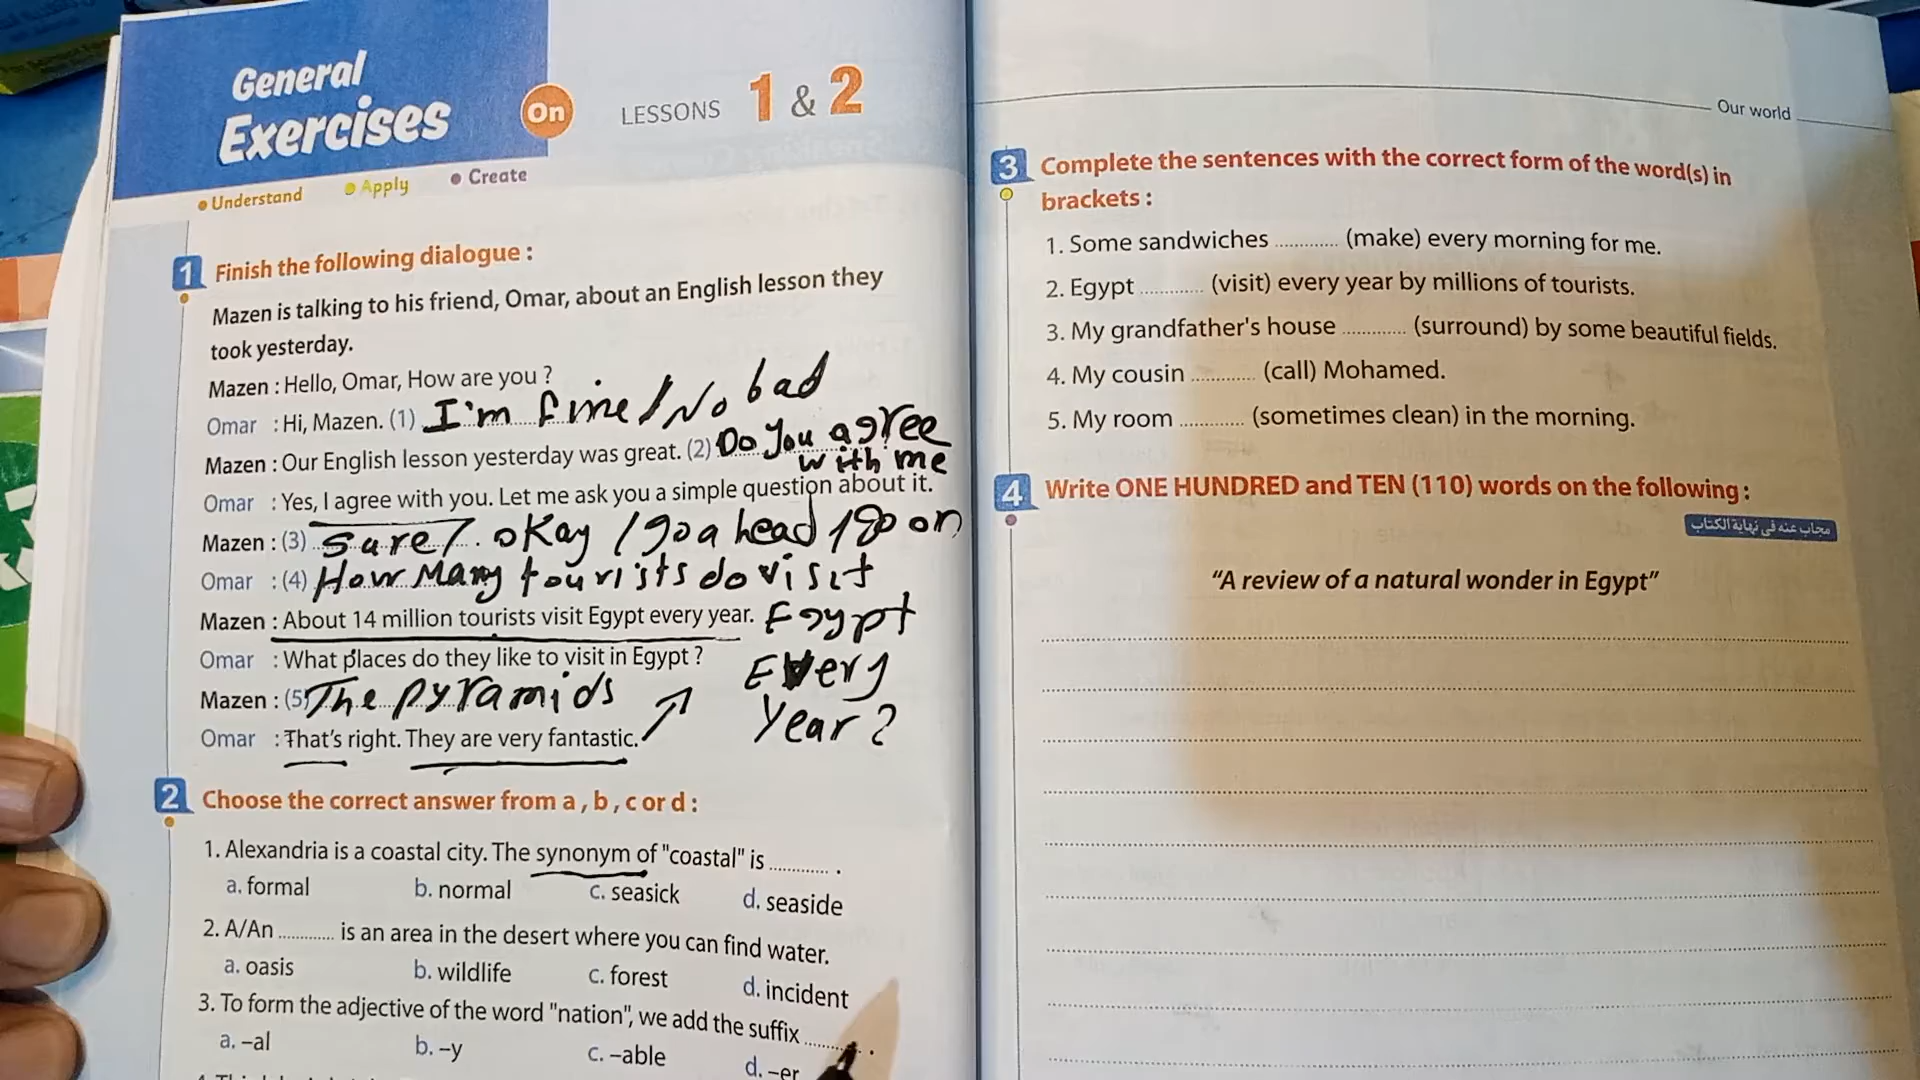 General
Exercises
On
LESSONS 1 & 2
Understand Apply Create
1 Finish the following dialogue :
Mazen is talking to his friend, Omar, about an English lesson they
took yesterday.
Mazen : Hello, Omar, How are you ?
Omar : Hi, Mazen. (1) I'm fine / No bad
Mazen : Our English lesson yesterday was great. (2) Do you agree
with me
Omar : Yes, I agree with you. Let me ask you a simple question about it.
Mazen : (3) Sure / okay / go ahead / go on
Omar : (4) How Many tourists do visit
Mazen : About 14 million tourists visit Egypt every year. Egypt
Omar : What places do they like to visit in Egypt ? Every
Mazen : (5) The pyramids Year ?
Omar : That's right. They are very fantastic.
2 Choose the correct answer from a , b , c or d :
1. Alexandria is a coastal city. The synonym of "coastal" is ............ .
a. formal b. normal c. seasick d. seaside
2. A/An ............ is an area in the desert where you can find water.
a. oasis b. wildlife c. forest d. incident
3. To form the adjective of the word "nation", we add the suffix ............ .
a. –al b. –y c. –able d. –er
Our world
3 Complete the sentences with the correct form of the word(s) in
brackets :
1. Some sandwiches ............ (make) every morning for me.
2. Egypt ............ (visit) every year by millions of tourists.
3. My grandfather's house ............ (surround) by some beautiful fields.
4. My cousin ............ (call) Mohamed.
5. My room ............ (sometimes clean) in the morning.
4 Write ONE HUNDRED and TEN (110) words on the following :
مجاب عنه فى نهاية الكتاب
“A review of a natural wonder in Egypt”